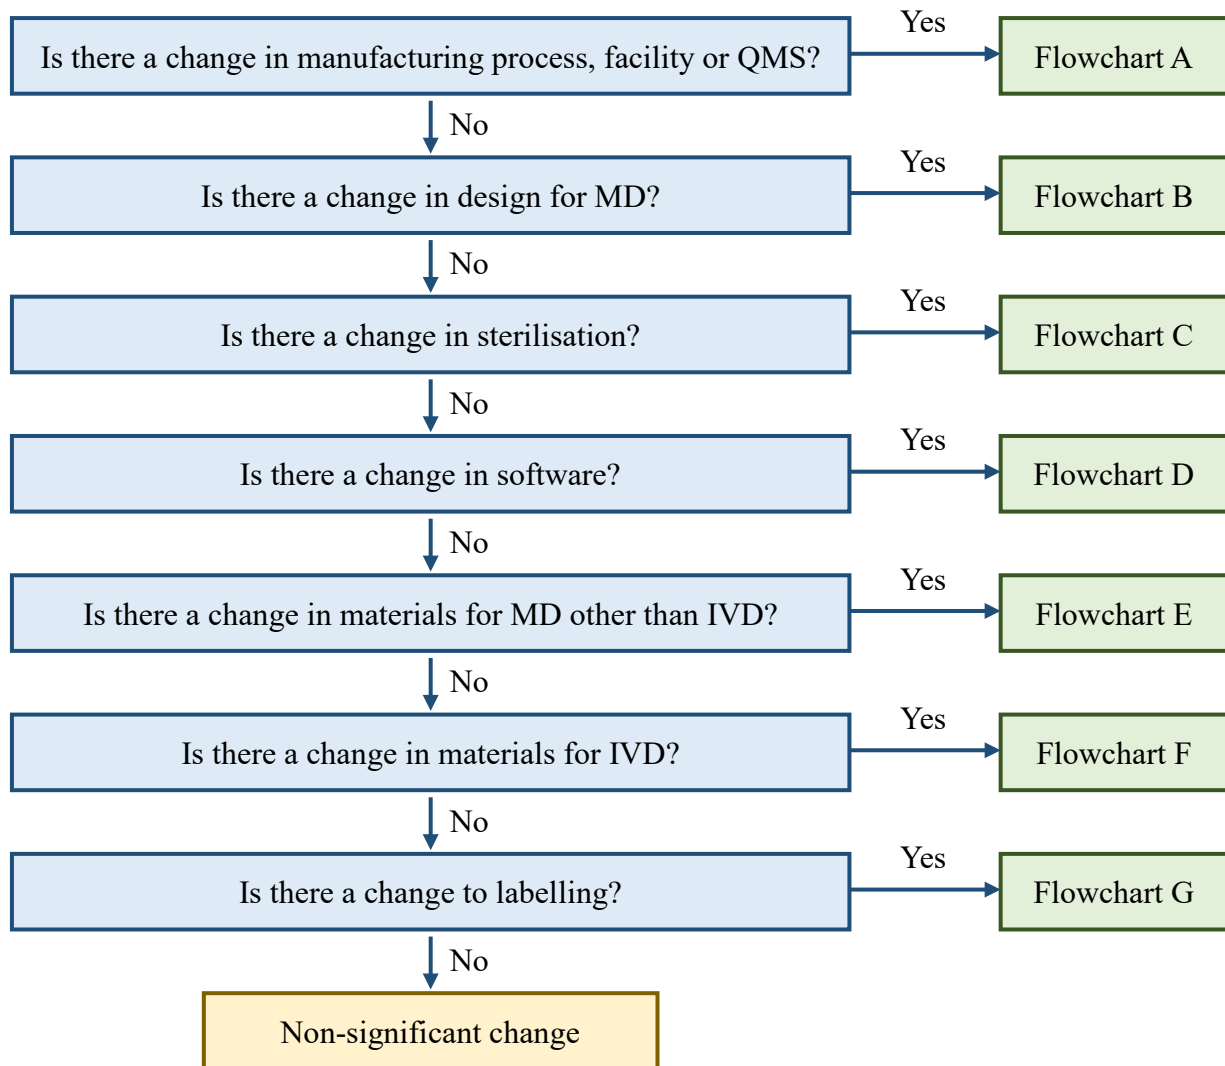 Is there a change in manufacturing process, facility or QMS?
Yes
Flowchart A
No
Is there a change in design for MD?
Yes
Flowchart B
No
Is there a change in sterilisation?
Yes
Flowchart C
No
Is there a change in software?
Yes
Flowchart D
No
Is there a change in materials for MD other than IVD?
Yes
Flowchart E
No
Is there a change in materials for IVD?
Yes
Flowchart F
No
Is there a change to labelling?
Yes
Flowchart G
No
Non-significant change